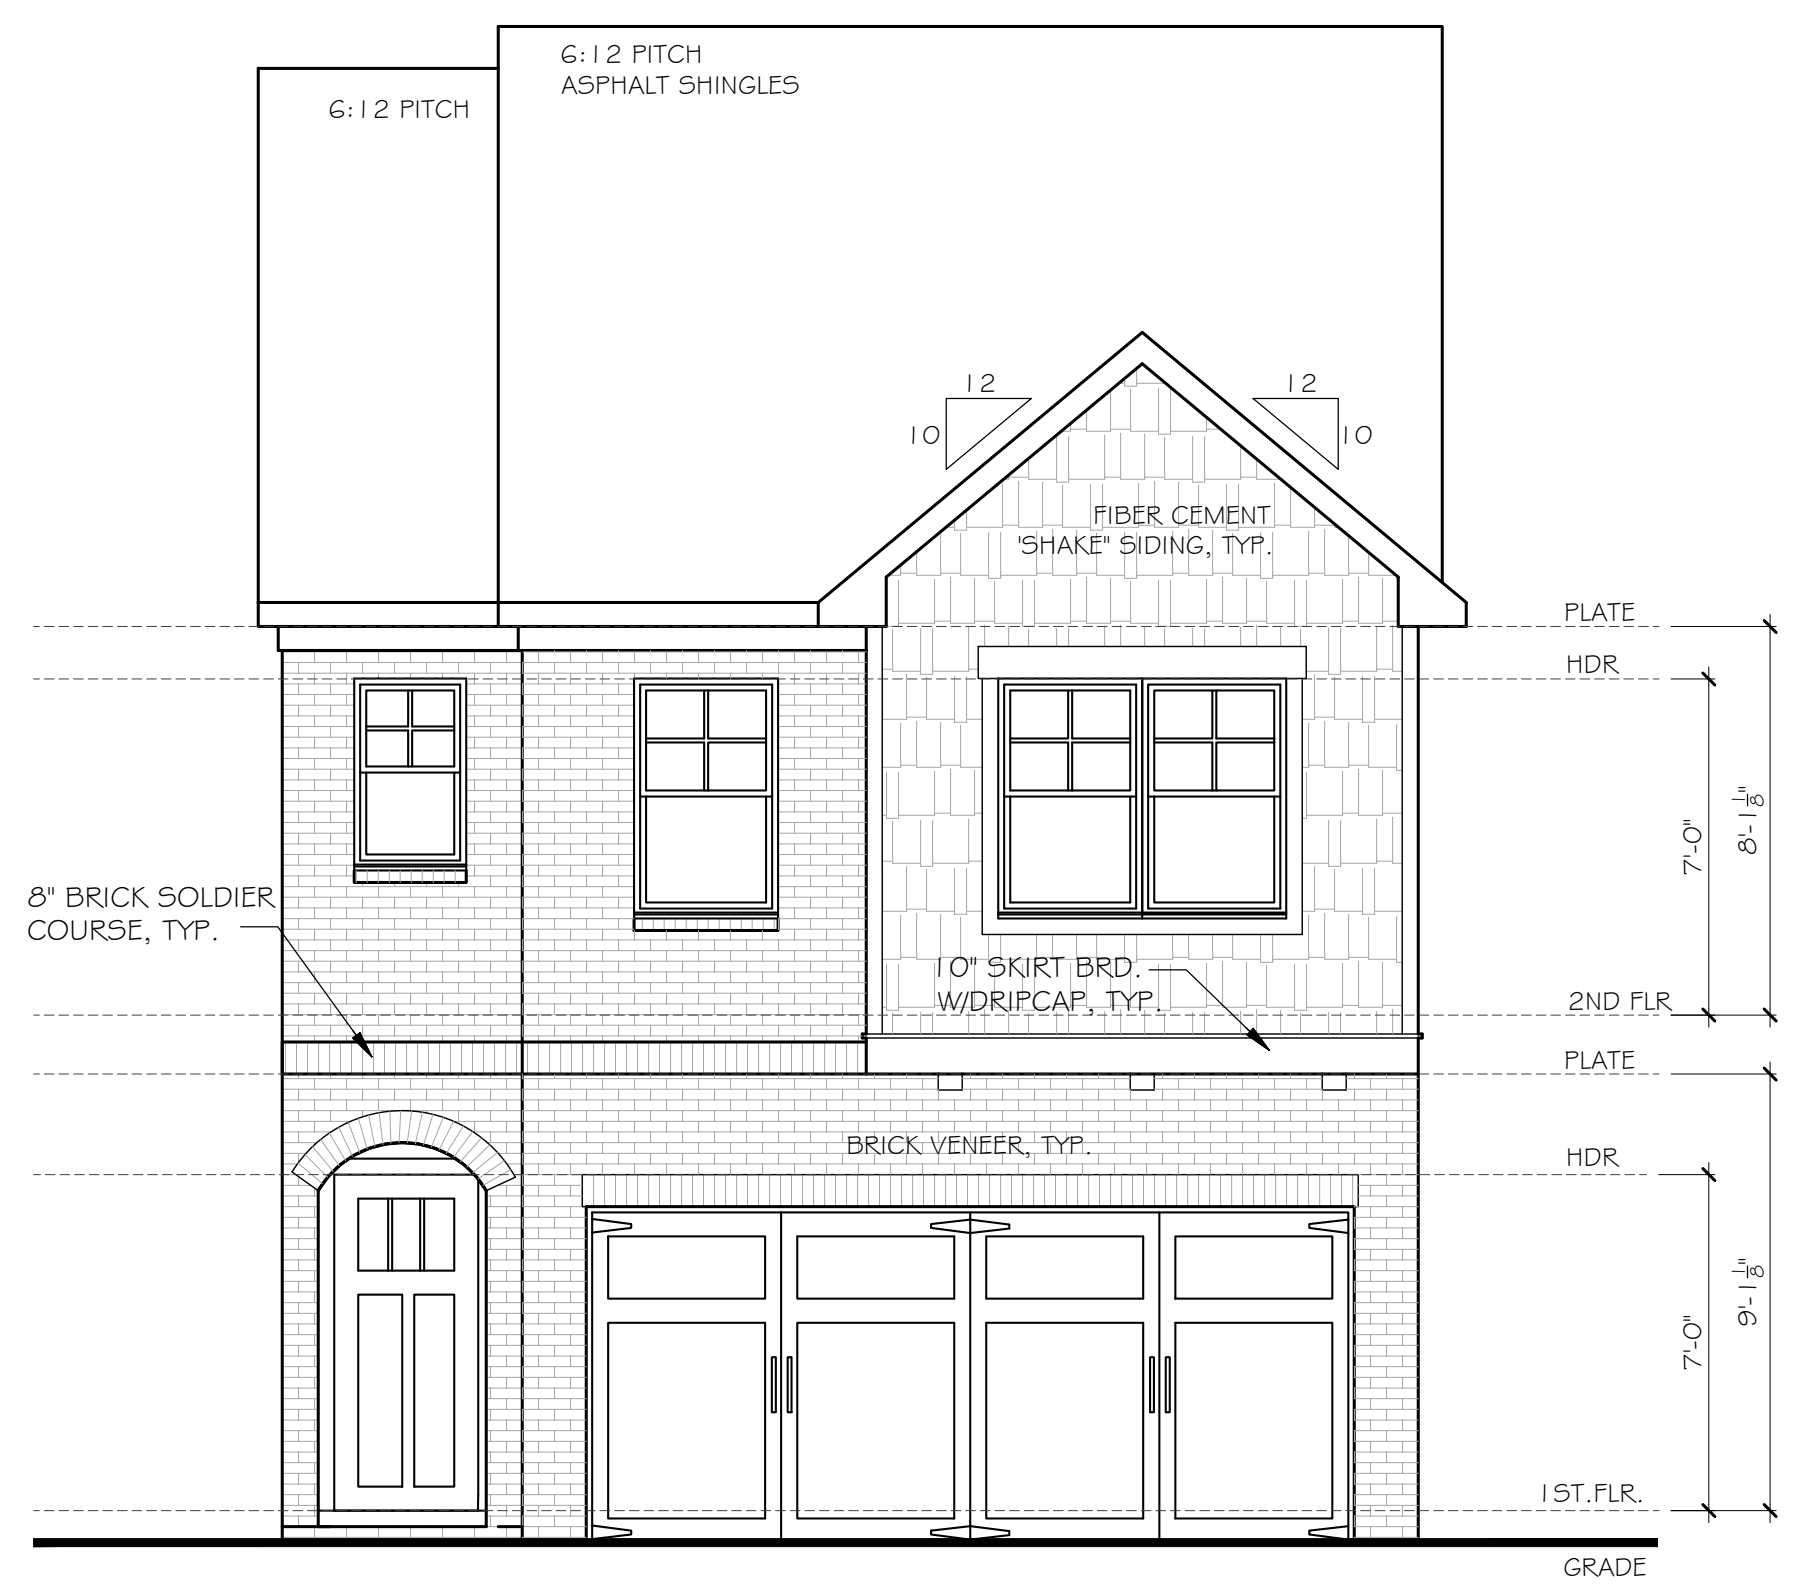 6:12 PITCH
ASPHALT SHINGLES
6:12 PITCH
12
10
12
10
FIBER CEMENT
'SHAKE" SIDING, TYP.
PLATE
HDR
8'-1 1/8"
7'-0"
8" BRICK SOLDIER
COURSE, TYP.
10" SKIRT BRD.
W/DRIPCAP, TYP.
2ND FLR
PLATE
BRICK VENEER, TYP.
HDR
9'-1 1/8"
7'-0"
1ST.FLR.
GRADE